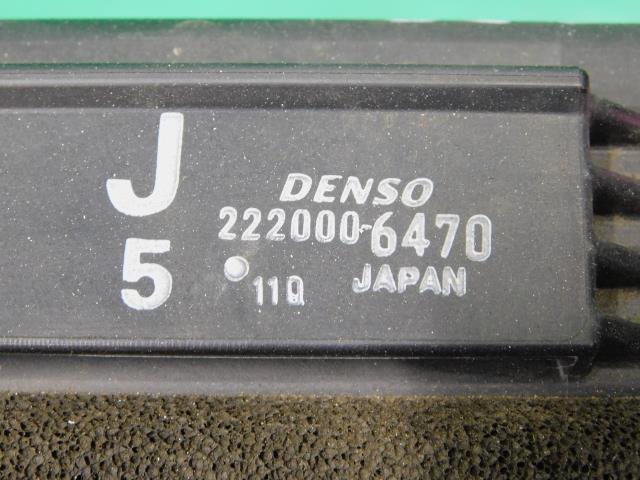 J
5
DENSO
222000-6470
11Q
JAPAN